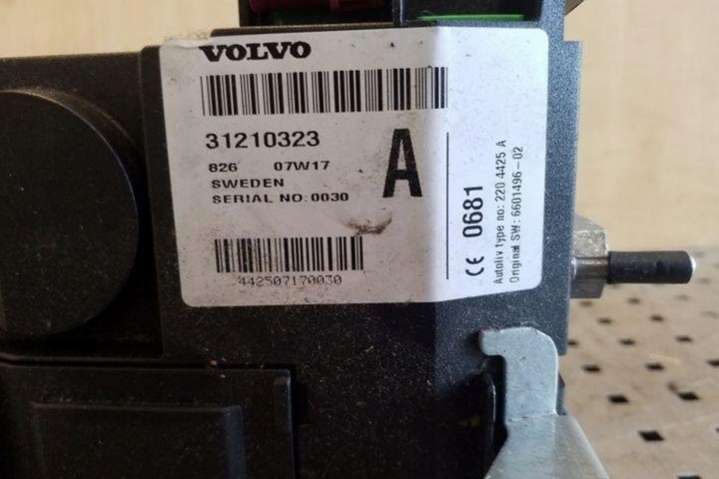 VOLVO
31210323
A
826 07W17
SWEDEN
SERIAL NO:0030
442507170030
CE 0681
Autoliv type no: 220 4425 A
Original SW: 6601496-02